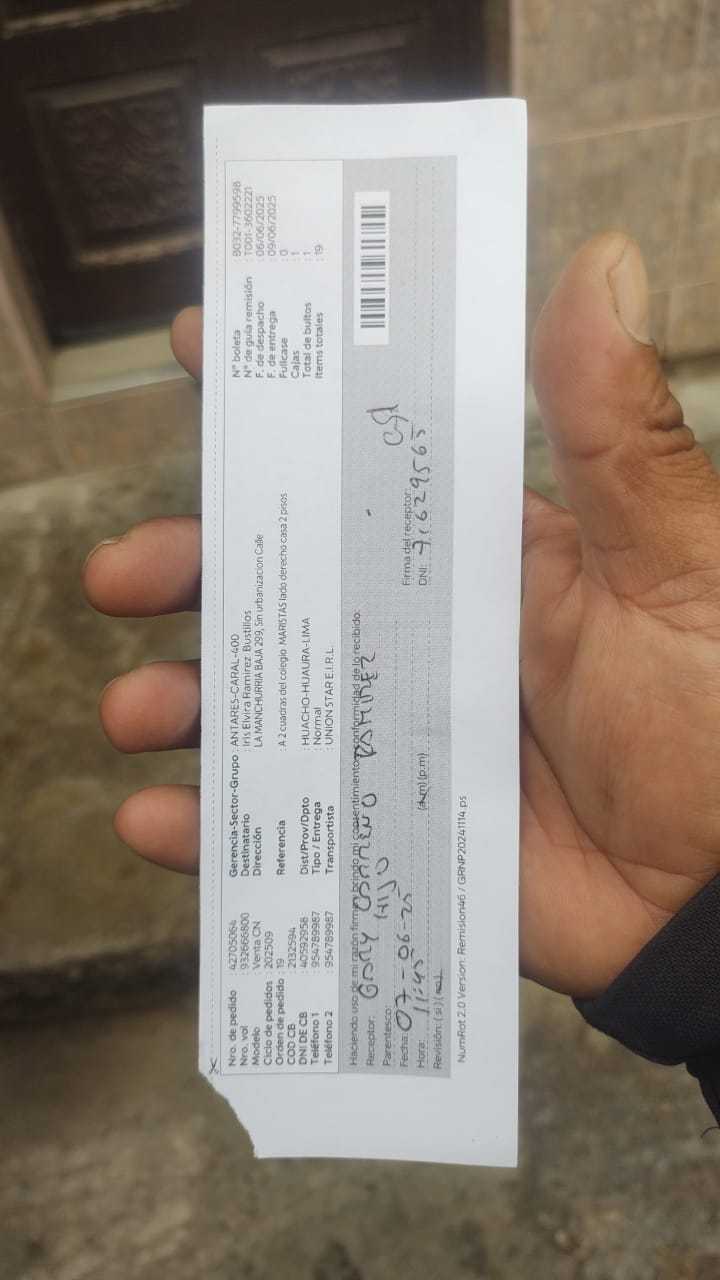 Nro. de pedido : 42705064
Nro. vol : 932666800
Modelo : Venta CN
Ciclo de pedidos : 202509
Orden de pedido : 19
COD CB : 2132594
DNI DE CB : 40592958
Teléfono 1 : 954789987
Teléfono 2 : 954789987
Gerencia-Sector-Grupo : ANTARES-CARAL-400
Destinatario : Iris Elvira Ramirez Bustillos
Dirección : LA MANCHURRIA BAJA 299, Sin urbanizacion Calle
Referencia : A 2 cuadras del colegio MARISTAS lado derecho casa 2 pisos
Dist/Prov/Dpto : HUACHO-HUAURA-LIMA
Tipo / Entrega : Normal
Transportista : UNION STAR E.I.R.L.
N° boleta : B032-7799598
N° de guía remisión : T001-3602221
F. de despacho : 06/06/2025
F. de entrega : 09/06/2025
Fullcase : 0
Cajas : 1
Total de bultos : 1
Items totales : 19
Haciendo uso de mi razón firmo y brindo mi consentimiento y conformidad de lo recibido:
Receptor: RAMIREZ
Parentesco: HIJO
Fecha: 07-06-25
Hora: 11:45 (a.m) (p.m)
Revisión: (si) (no)
Firma del receptor:
DNI: 71629565
NumRot 2.0 Version: Remision46 / GRNP20241114.ps